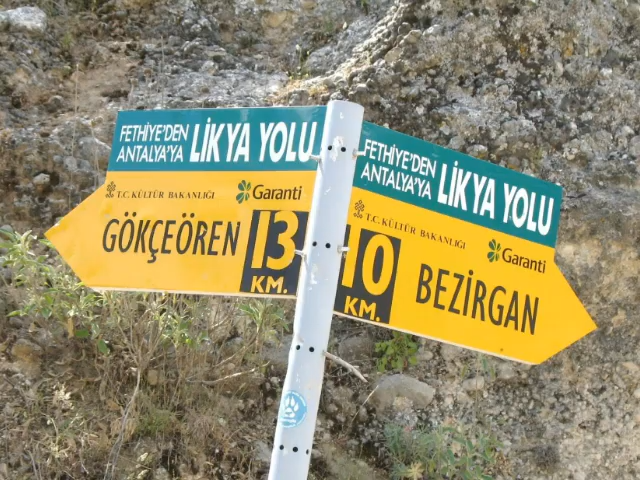 FETHİYE'DEN
ANTALYA'YA
LİKYA YOLU
T.C. KÜLTÜR BAKANLIĞI
Garanti
GÖKÇEÖREN
13
KM.
FETHİYE'DEN
ANTALYA'YA
LİKYA YOLU
T.C. KÜLTÜR BAKANLIĞI
Garanti
10
KM.
BEZİRGAN